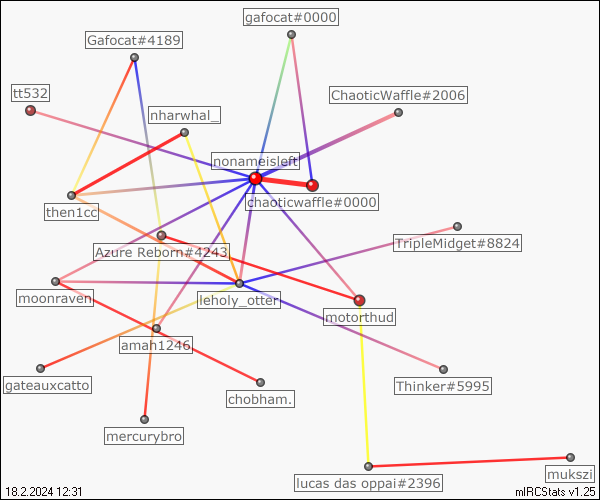 gafocat#0000
Gafocat#4189
tt532
ChaoticWaffle#2006
nharwhal_
nonameisleft
chaoticwaffle#0000
then1cc
Azure Reborn#4243
TripleMidget#8824
moonraven
leholy_otter
motorthud
amah1246
gateauxcatto
Thinker#5995
chobham.
mercurybro
mukszi
lucas das oppai#2396
18.2.2024 12:31
mIRCStats v1.25